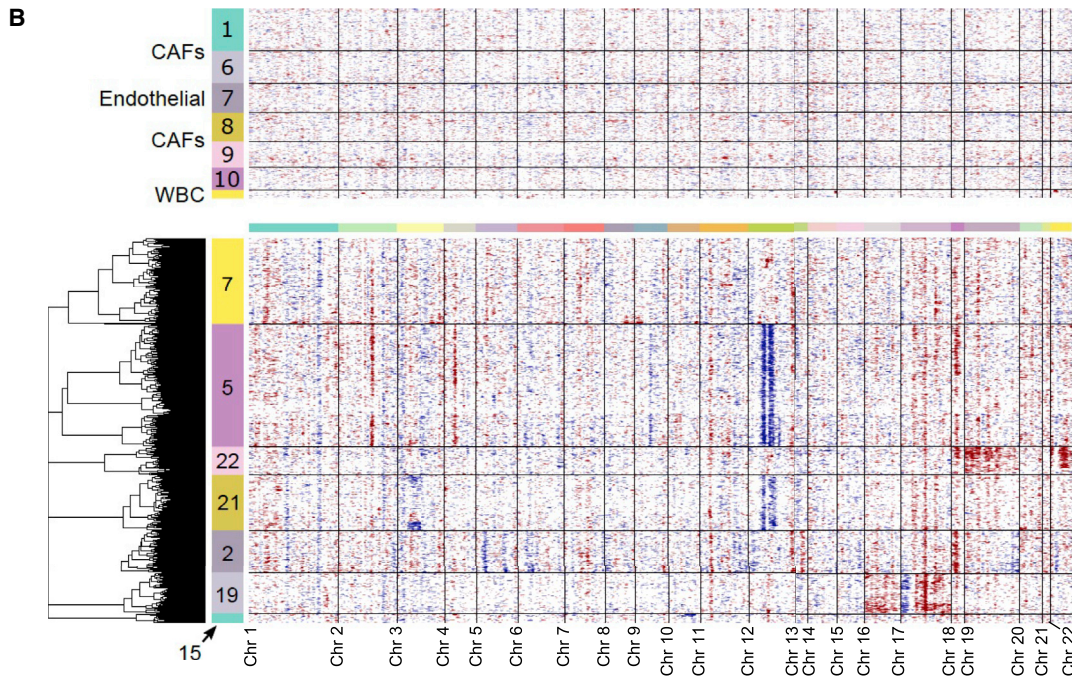 B
1
CAFs
6
Endothelial
7
8
CAFs
9
10
WBC
7
5
22
21
2
19
15
Chr 1
Chr 2
Chr 3
Chr 4
Chr 5
Chr 6
Chr 7
Chr 8
Chr 9
Chr 10
Chr 11
Chr 12
Chr 13
Chr 14
Chr 15
Chr 16
Chr 17
Chr 18
Chr 19
Chr 20
Chr 21
Chr 22